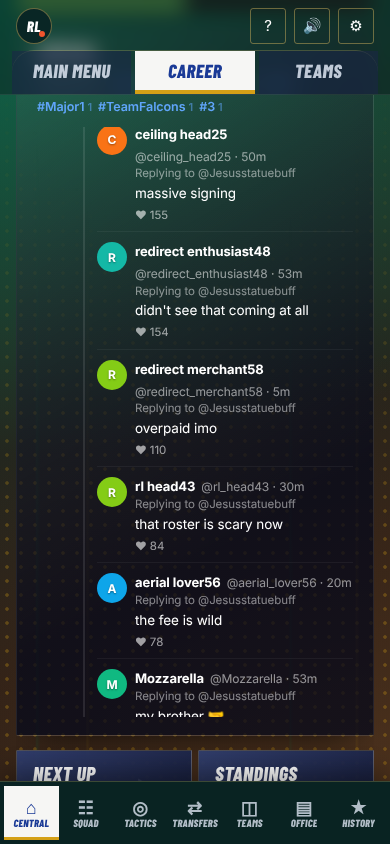 RL
?
MAIN MENU
CAREER
TEAMS
#Major1 1 #TeamFalcons 1 #3 1
C
ceiling head25
@ceiling_head25 · 50m
Replying to @Jesusstatuebuff
massive signing
♥ 155
R
redirect enthusiast48
@redirect_enthusiast48 · 53m
Replying to @Jesusstatuebuff
didn't see that coming at all
♥ 154
R
redirect merchant58
@redirect_merchant58 · 5m
Replying to @Jesusstatuebuff
overpaid imo
♥ 110
R
rl head43 @rl_head43 · 30m
Replying to @Jesusstatuebuff
that roster is scary now
♥ 84
A
aerial lover56 @aerial_lover56 · 20m
Replying to @Jesusstatuebuff
the fee is wild
♥ 78
M
Mozzarella @Mozzarella · 53m
Replying to @Jesusstatuebuff
my brother 🤝
NEXT UP
STANDINGS
CENTRAL
SQUAD
TACTICS
TRANSFERS
TEAMS
OFFICE
HISTORY